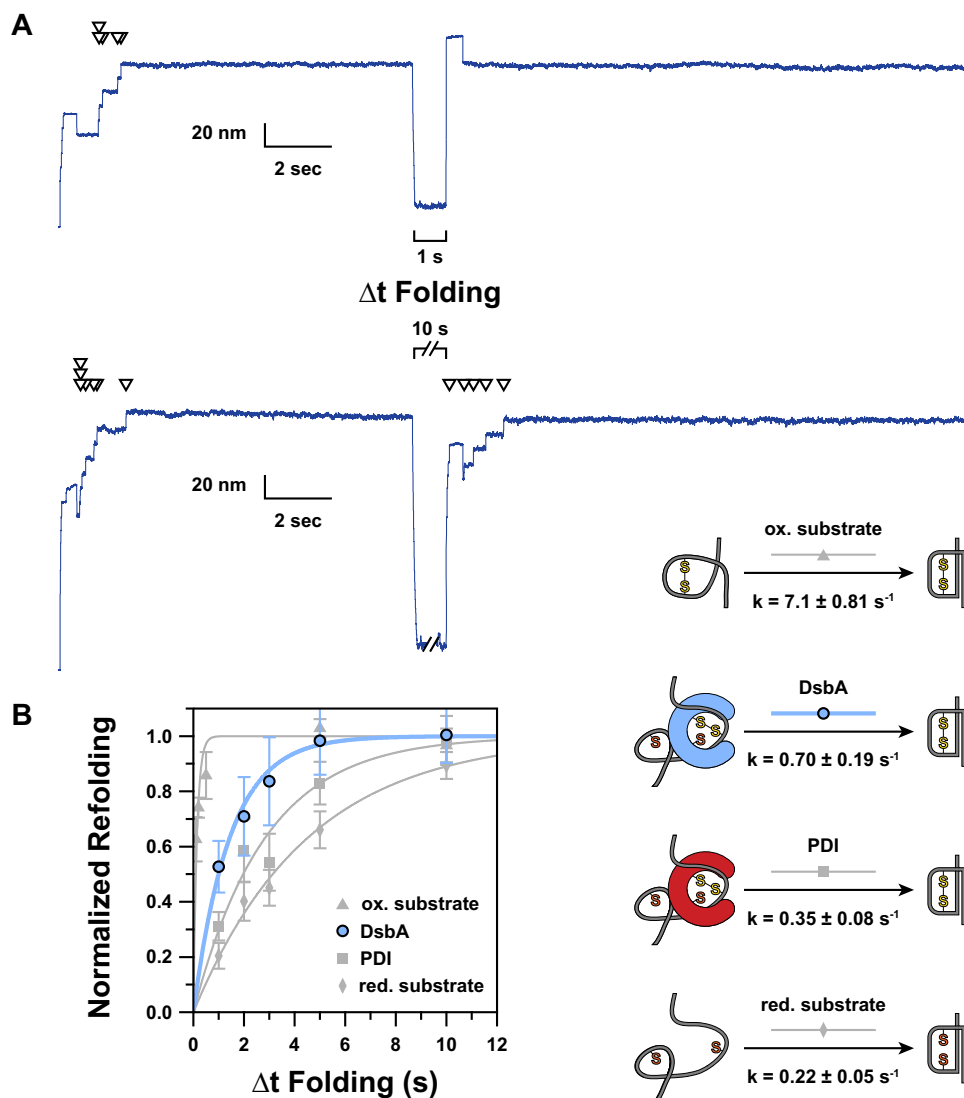 A
20 nm
2 sec
1 s
Δt Folding
10 s
20 nm
2 sec
ox. substrate
S
S
S
S
k = 7.1 ± 0.81 s⁻¹
DsbA
S
S
S
S
S
S
k = 0.70 ± 0.19 s⁻¹
PDI
S
S
S
S
S
S
k = 0.35 ± 0.08 s⁻¹
red. substrate
S
S
S
S
k = 0.22 ± 0.05 s⁻¹
B
Normalized Refolding
1.0
0.8
0.6
0.4
0.2
0.0
ox. substrate
DsbA
PDI
red. substrate
0 2 4 6 8 10 12
Δt Folding (s)